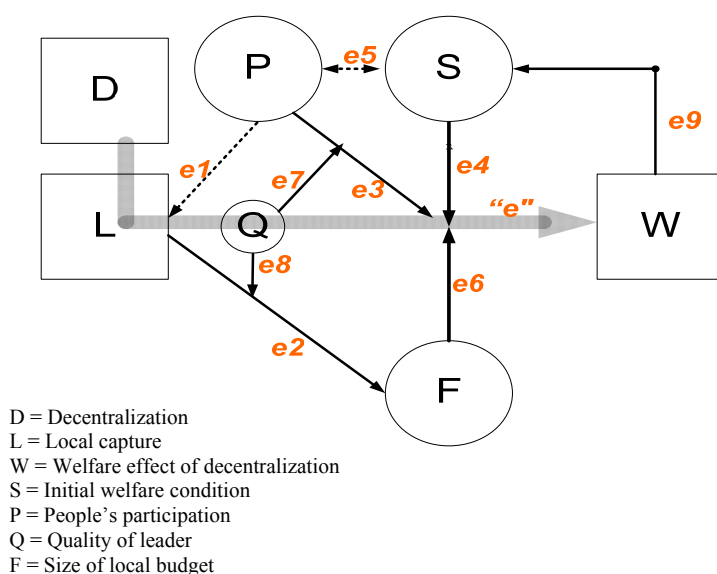 D
P
S
e5
e9
e1
e7
e3
e4
L
Q
"e"
W
e8
e6
e2
F
D = Decentralization
L = Local capture
W = Welfare effect of decentralization
S = Initial welfare condition
P = People's participation
Q = Quality of leader
F = Size of local budget